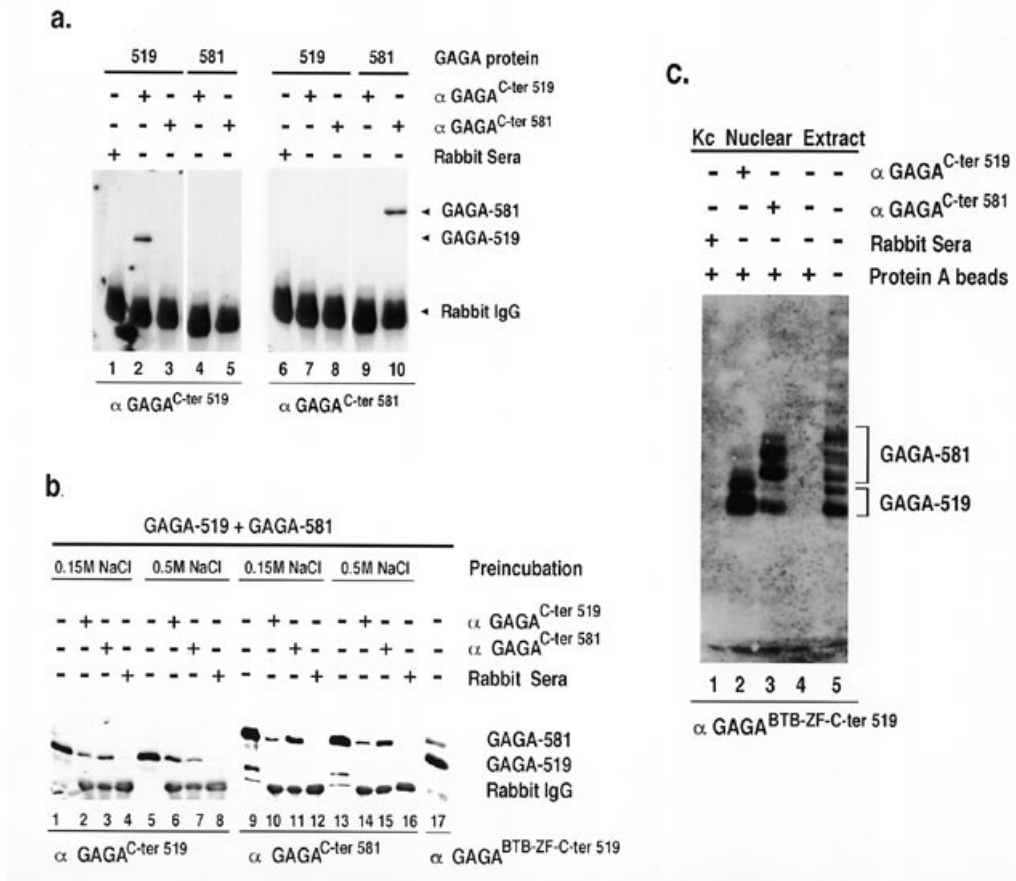 a.
519 581 519 581 GAGA protein
- + - + - - + - + - α GAGA^C-ter 519
- - + - + - - + - + α GAGA^C-ter 581
+ - - - - + - - - - Rabbit Sera
◄ GAGA-581
◄ GAGA-519
◄ Rabbit IgG
1 2 3 4 5 6 7 8 9 10
α GAGA^C-ter 519 α GAGA^C-ter 581
b.
GAGA-519 + GAGA-581
0.15M NaCl 0.5M NaCl 0.15M NaCl 0.5M NaCl Preincubation
- + - - - + - - - + - - - + - - - α GAGA^C-ter 519
- - + - - - + - - - + - - - + - - α GAGA^C-ter 581
- - - + - - - + - - - + - - - + - Rabbit Sera
GAGA-581
GAGA-519
Rabbit IgG
1 2 3 4 5 6 7 8 9 10 11 12 13 14 15 16 17
α GAGA^C-ter 519 α GAGA^C-ter 581 α GAGA^BTB-ZF-C-ter 519
c.
Kc Nuclear Extract
- + - - - α GAGA^C-ter 519
- - + - - α GAGA^C-ter 581
+ - - - - Rabbit Sera
+ + + + - Protein A beads
GAGA-581
GAGA-519
1 2 3 4 5
α GAGA^BTB-ZF-C-ter 519